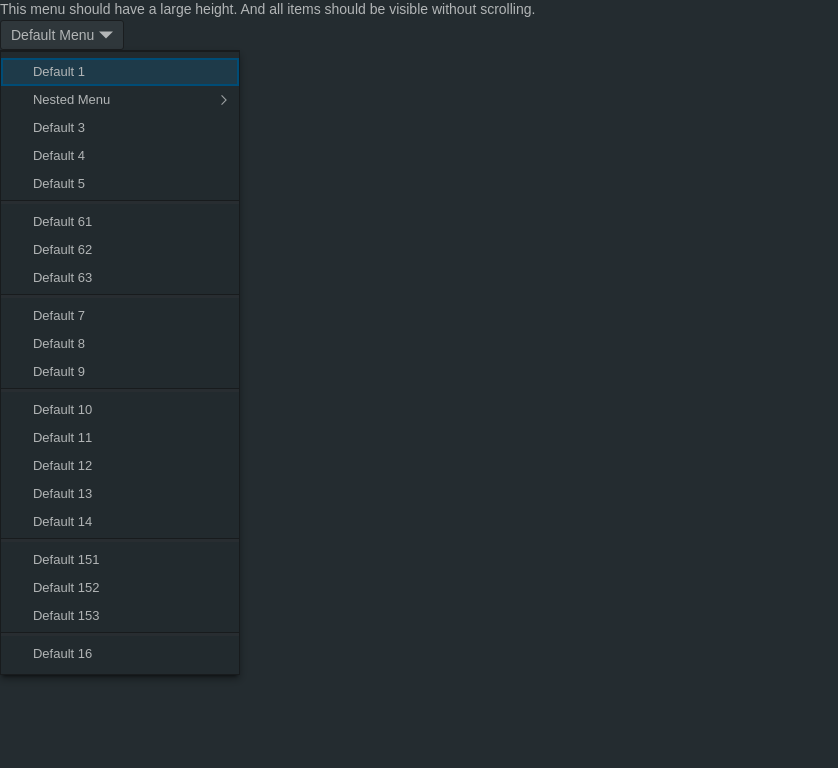 This menu should have a large height. And all items should be visible without scrolling.
Default Menu
Default 1
Nested Menu
Default 3
Default 4
Default 5
Default 61
Default 62
Default 63
Default 7
Default 8
Default 9
Default 10
Default 11
Default 12
Default 13
Default 14
Default 151
Default 152
Default 153
Default 16